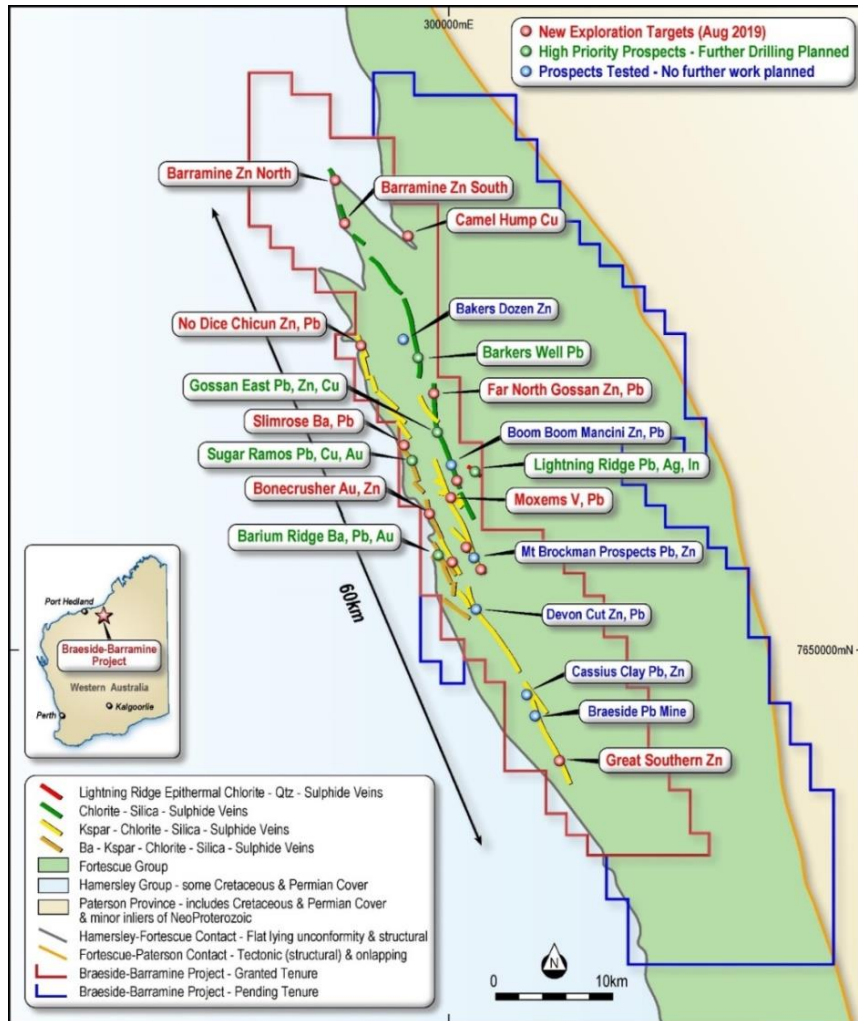 300000mE
New Exploration Targets (Aug 2019)
High Priority Prospects - Further Drilling Planned
Prospects Tested - No further work planned
Barramine Zn North
Barramine Zn South
Camel Hump Cu
Bakers Dozen Zn
No Dice Chicun Zn, Pb
Barkers Well Pb
Gossan East Pb, Zn, Cu
Far North Gossan Zn, Pb
Slimrose Ba, Pb
Boom Boom Mancini Zn, Pb
Sugar Ramos Pb, Cu, Au
Lightning Ridge Pb, Ag, In
Bonecrusher Au, Zn
Moxems V, Pb
Barium Ridge Ba, Pb, Au
Mt Brockman Prospects Pb, Zn
60km
Devon Cut Zn, Pb
7650000mN
Cassius Clay Pb, Zn
Braeside Pb Mine
Great Southern Zn
Port Hedland
Braeside-Barramine
Project
Western Australia
Kalgoorlie
Perth
Lightning Ridge Epithermal Chlorite - Qtz - Sulphide Veins
Chlorite - Silica - Sulphide Veins
Kspar - Chlorite - Silica - Sulphide Veins
Ba - Kspar - Chlorite - Silica - Sulphide Veins
Fortescue Group
Hamersley Group - some Cretaceous & Permian Cover
Paterson Province - includes Cretaceous & Permian Cover
& minor inliers of NeoProterozoic
Hamersley-Fortescue Contact - Flat lying unconformity & structural
Fortescue-Paterson Contact - Tectonic (structural) & onlapping
Braeside-Barramine Project - Granted Tenure
Braeside-Barramine Project - Pending Tenure
N
0 10km